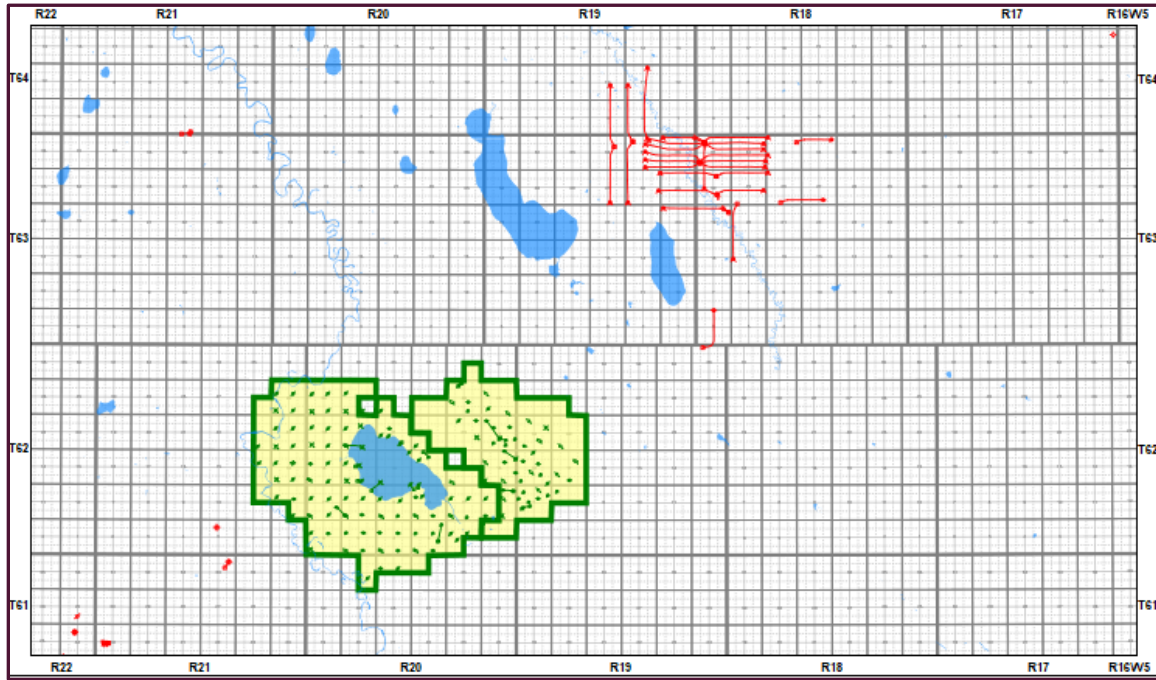 R22 R21 R20 R19 R18 R17 R16W5
T64 T64
T63 T63
T62 T62
T61 T61
R22 R21 R20 R19 R18 R17 R16W5